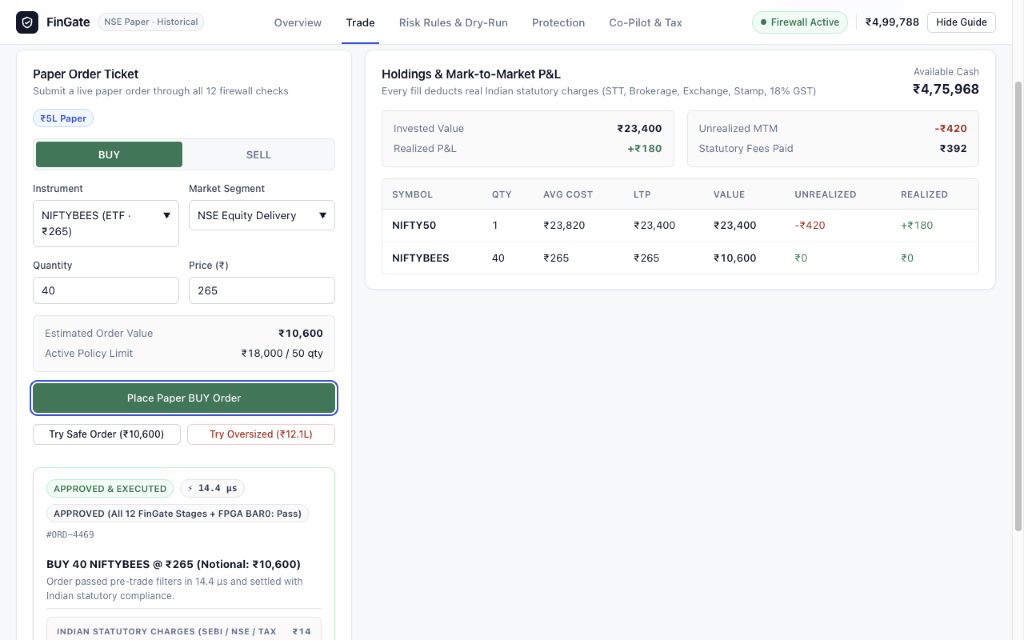 FinGate NSE Paper · Historical Overview Trade Risk Rules & Dry-Run Protection Co-Pilot & Tax Firewall Active ₹4,99,788 Hide Guide
Paper Order Ticket
Submit a live paper order through all 12 firewall checks
₹5L Paper
BUY SELL
Instrument Market Segment
NIFTYBEES (ETF · ₹265) NSE Equity Delivery
Quantity Price (₹)
40 265
Estimated Order Value ₹10,600
Active Policy Limit ₹18,000 / 50 qty
Place Paper BUY Order
Try Safe Order (₹10,600) Try Oversized (₹12.1L)
APPROVED & EXECUTED ⚡ 14.4 µs
APPROVED (All 12 FinGate Stages + FPGA BAR0: Pass)
#ORD-4469
BUY 40 NIFTYBEES @ ₹265 (Notional: ₹10,600)
Order passed pre-trade filters in 14.4 µs and settled with
Indian statutory compliance.
INDIAN STATUTORY CHARGES (SEBI / NSE / TAX ₹14
Holdings & Mark-to-Market P&L
Every fill deducts real Indian statutory charges (STT, Brokerage, Exchange, Stamp, 18% GST)
Available Cash
₹4,75,968
Invested Value ₹23,400
Realized P&L +₹180
Unrealized MTM -₹420
Statutory Fees Paid ₹392
SYMBOL QTY AVG COST LTP VALUE UNREALIZED REALIZED
NIFTY50 1 ₹23,820 ₹23,400 ₹23,400 -₹420 +₹180
NIFTYBEES 40 ₹265 ₹265 ₹10,600 ₹0 ₹0